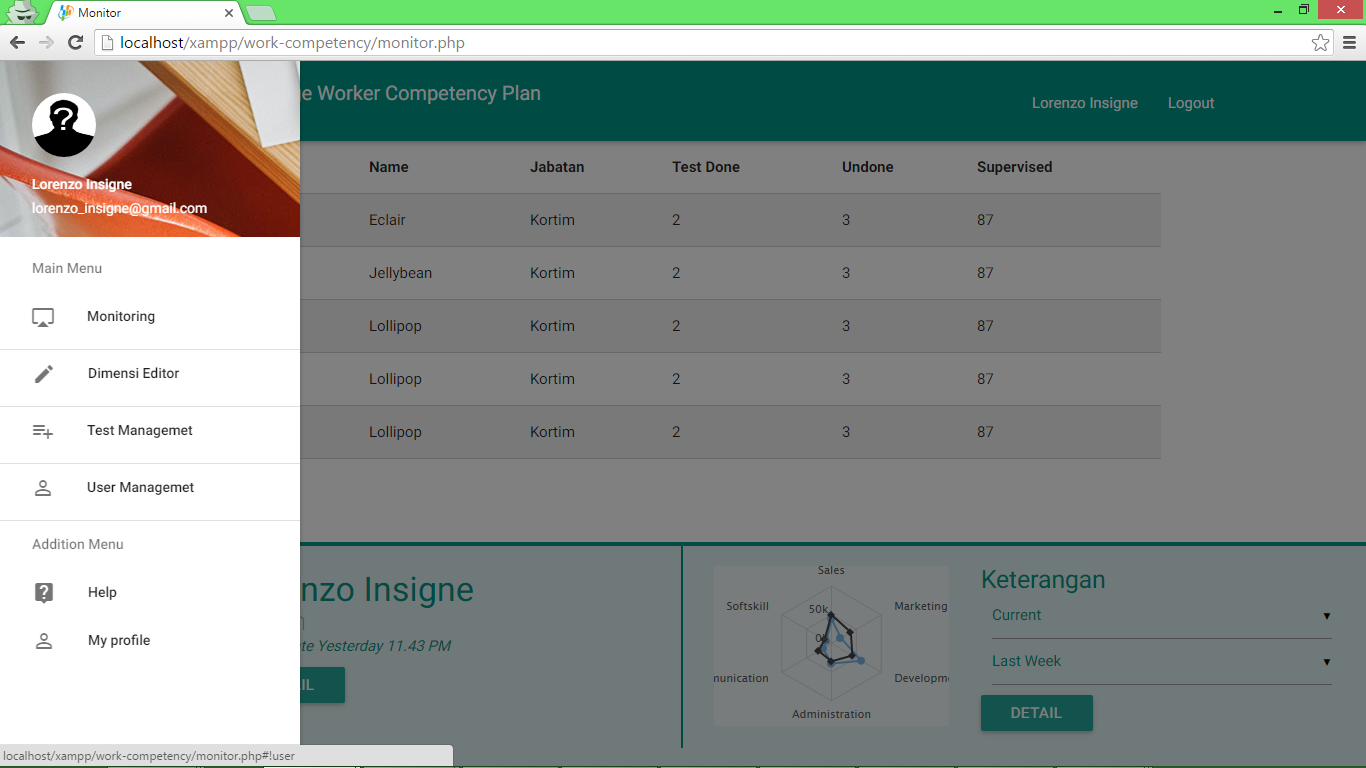 Monitor
localhost/xampp/work-competency/monitor.php
e Worker Competency Plan
Lorenzo Insigne Logout
Lorenzo Insigne
lorenzo_insigne@gmail.com
Main Menu
Monitoring
Dimensi Editor
Test Managemet
User Managemet
Addition Menu
Help
My profile
Name Jabatan Test Done Undone Supervised
Eclair Kortim 2 3 87
Jellybean Kortim 2 3 87
Lollipop Kortim 2 3 87
Lollipop Kortim 2 3 87
Lollipop Kortim 2 3 87
nzo Insigne
te Yesterday 11.43 PM
IL
Sales
Softskill
50k
Marketing
0k
munication
Developme
Administration
Keterangan
Current
Last Week
DETAIL
localhost/xampp/work-competency/monitor.php#!user